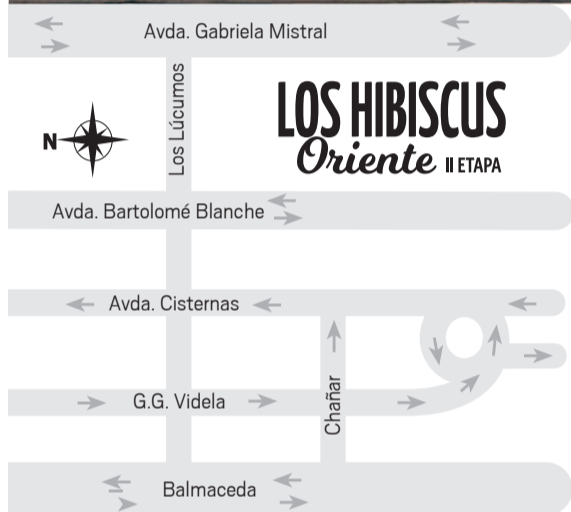 Avda. Gabriela Mistral
Los Lúcumos
LOS HIBISCUS
Oriente II ETAPA
N
Avda. Bartolomé Blanche
Avda. Cisternas
Chañar
G.G. Videla
Balmaceda